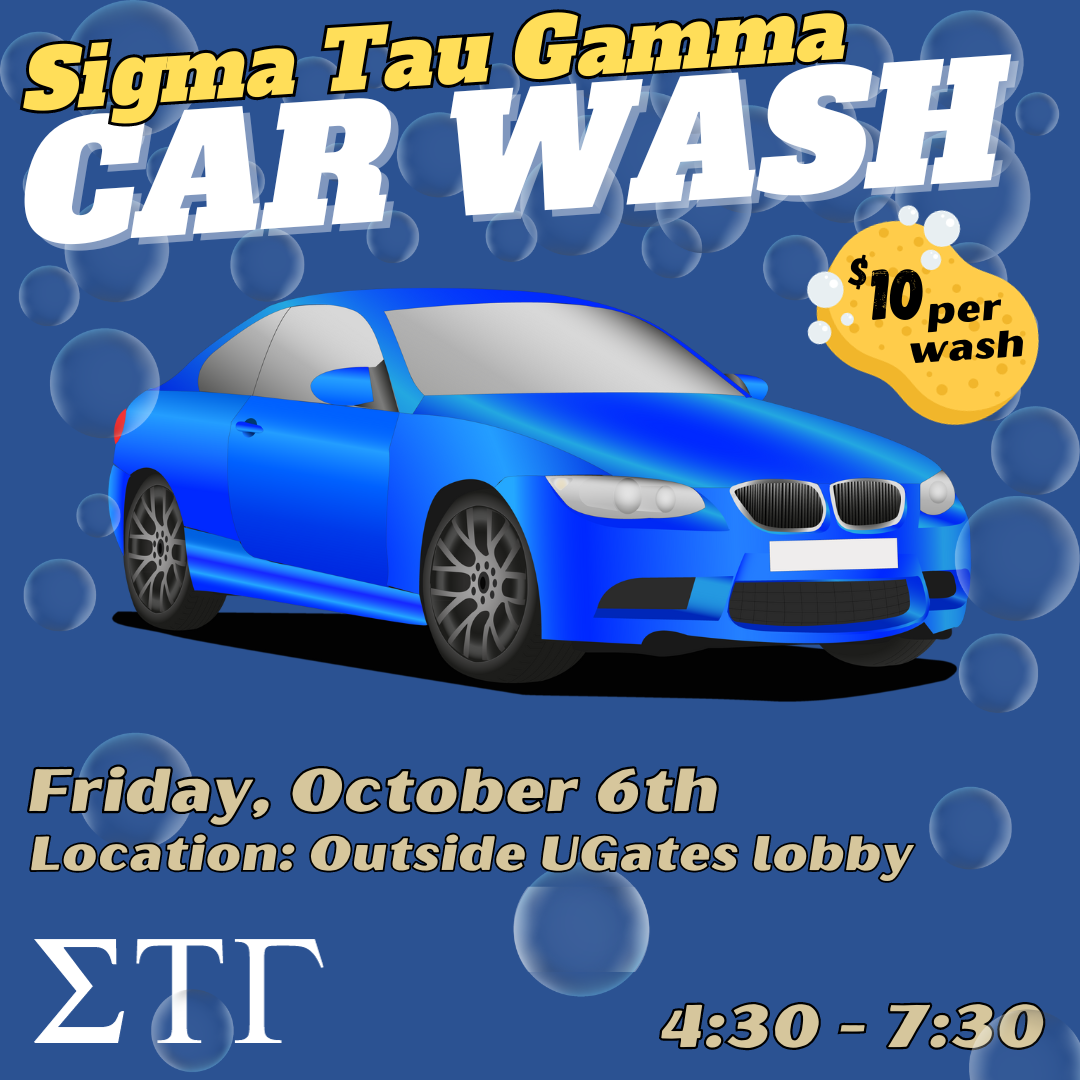 Sigma Tau Gamma
CAR WASH
$10 per
wash
Friday, October 6th
Location: Outside UGates lobby
ΣΤΓ
4:30 - 7:30